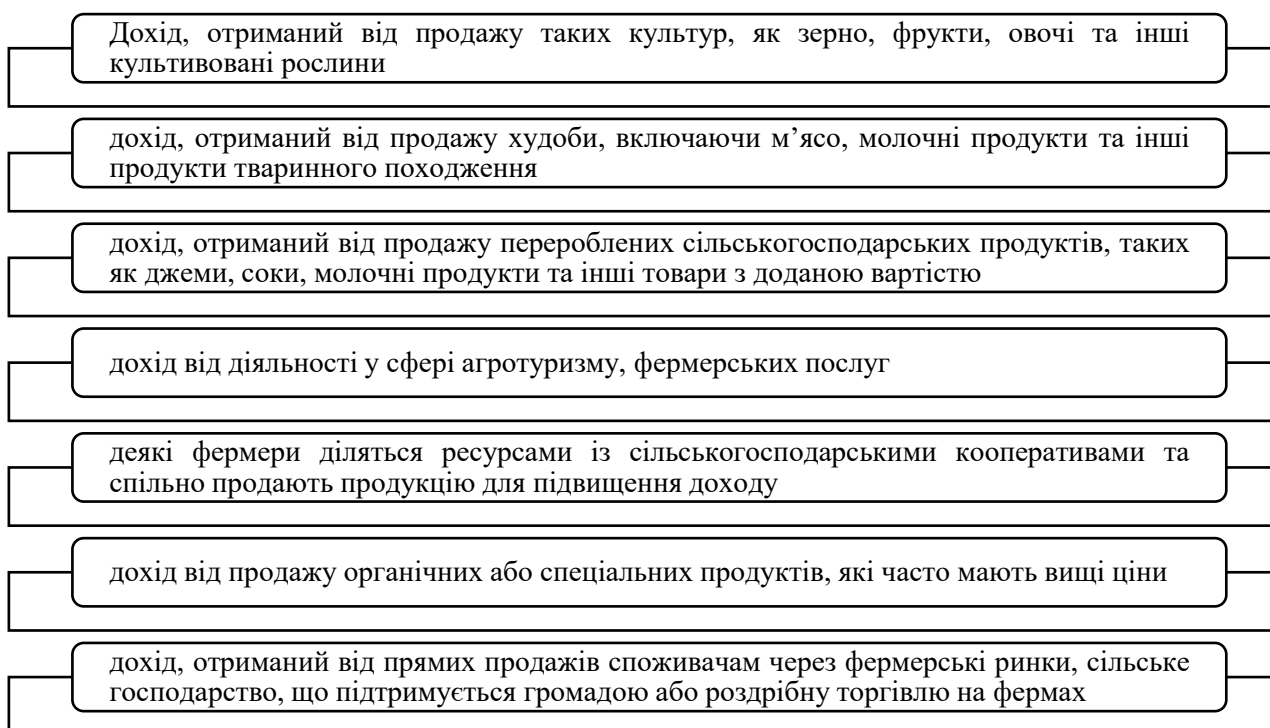 Дохід, отриманий від продажу таких культур, як зерно, фрукти, овочі та інші
культивовані рослини
дохід, отриманий від продажу худоби, включаючи м’ясо, молочні продукти та інші
продукти тваринного походження
дохід, отриманий від продажу перероблених сільськогосподарських продуктів, таких
як джеми, соки, молочні продукти та інші товари з доданою вартістю
дохід від діяльності у сфері агротуризму, фермерських послуг
деякі фермери діляться ресурсами із сільськогосподарськими кооперативами та
спільно продають продукцію для підвищення доходу
дохід від продажу органічних або спеціальних продуктів, які часто мають вищі ціни
дохід, отриманий від прямих продажів споживачам через фермерські ринки, сільське
господарство, що підтримується громадою або роздрібну торгівлю на фермах